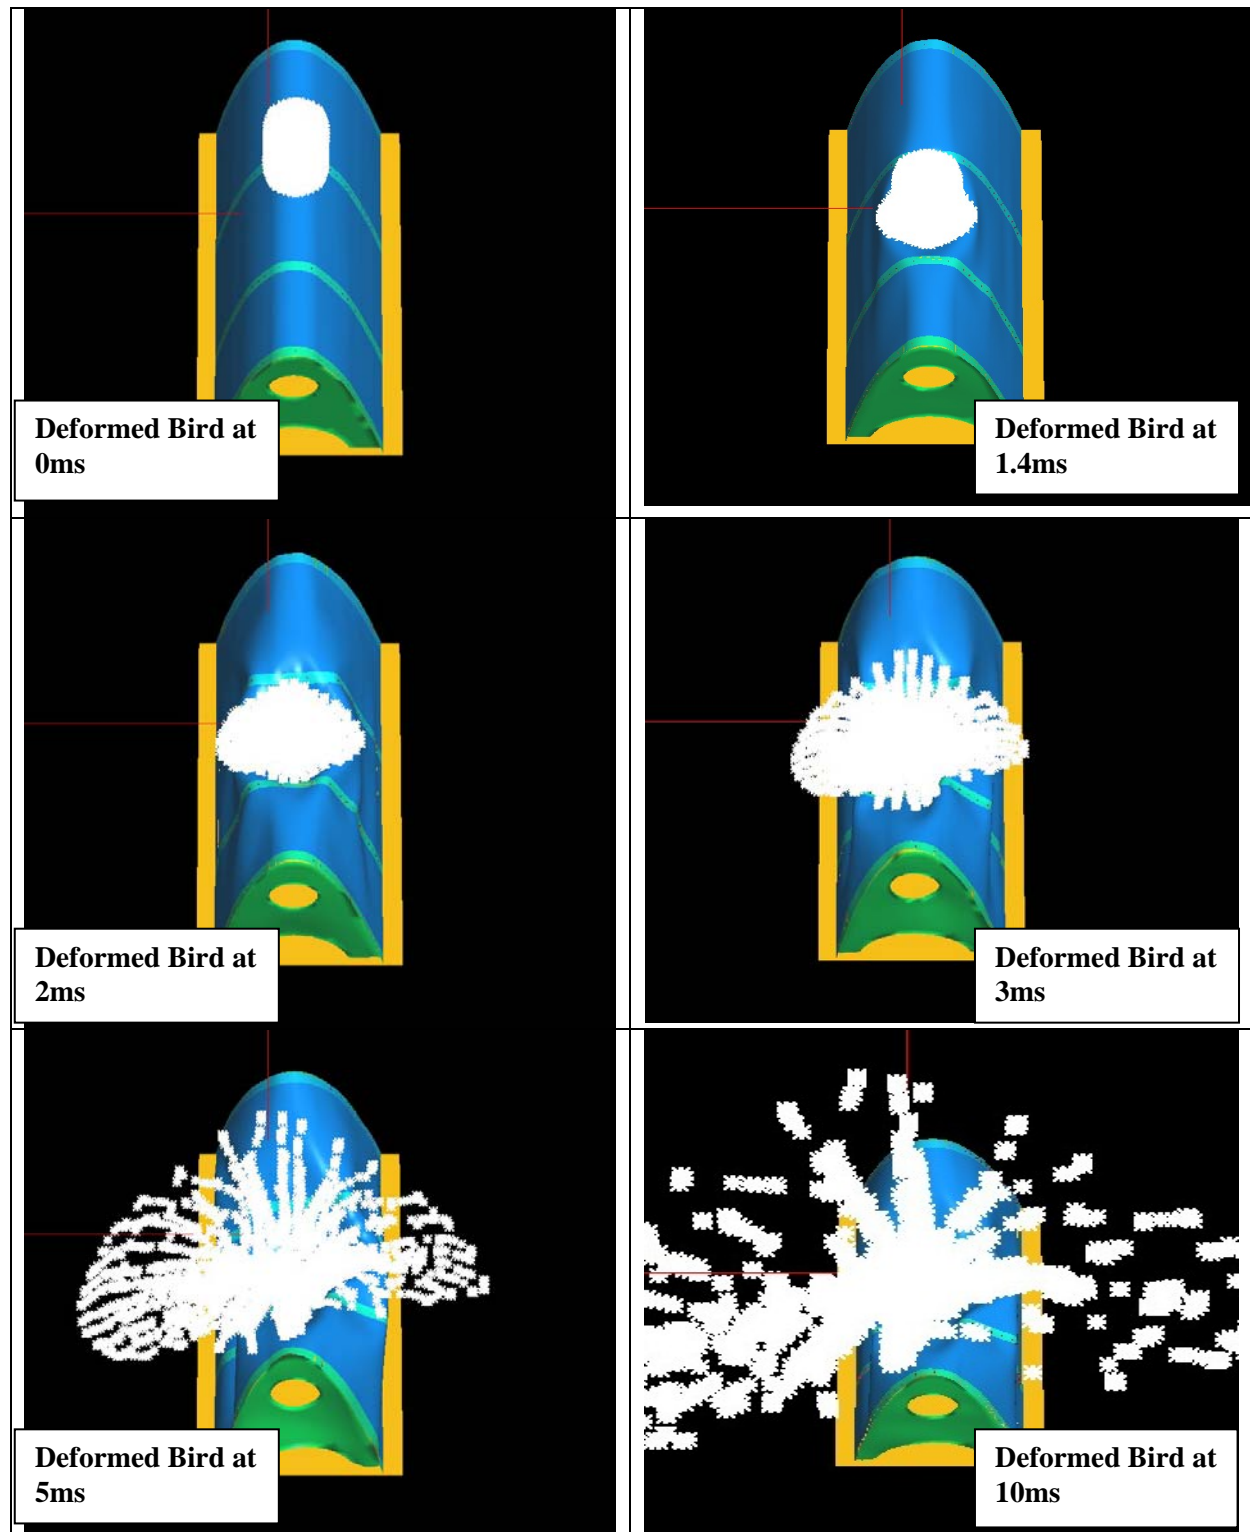 Deformed Bird at
0ms
Deformed Bird at
1.4ms
Deformed Bird at
2ms
Deformed Bird at
3ms
Deformed Bird at
5ms
Deformed Bird at
10ms